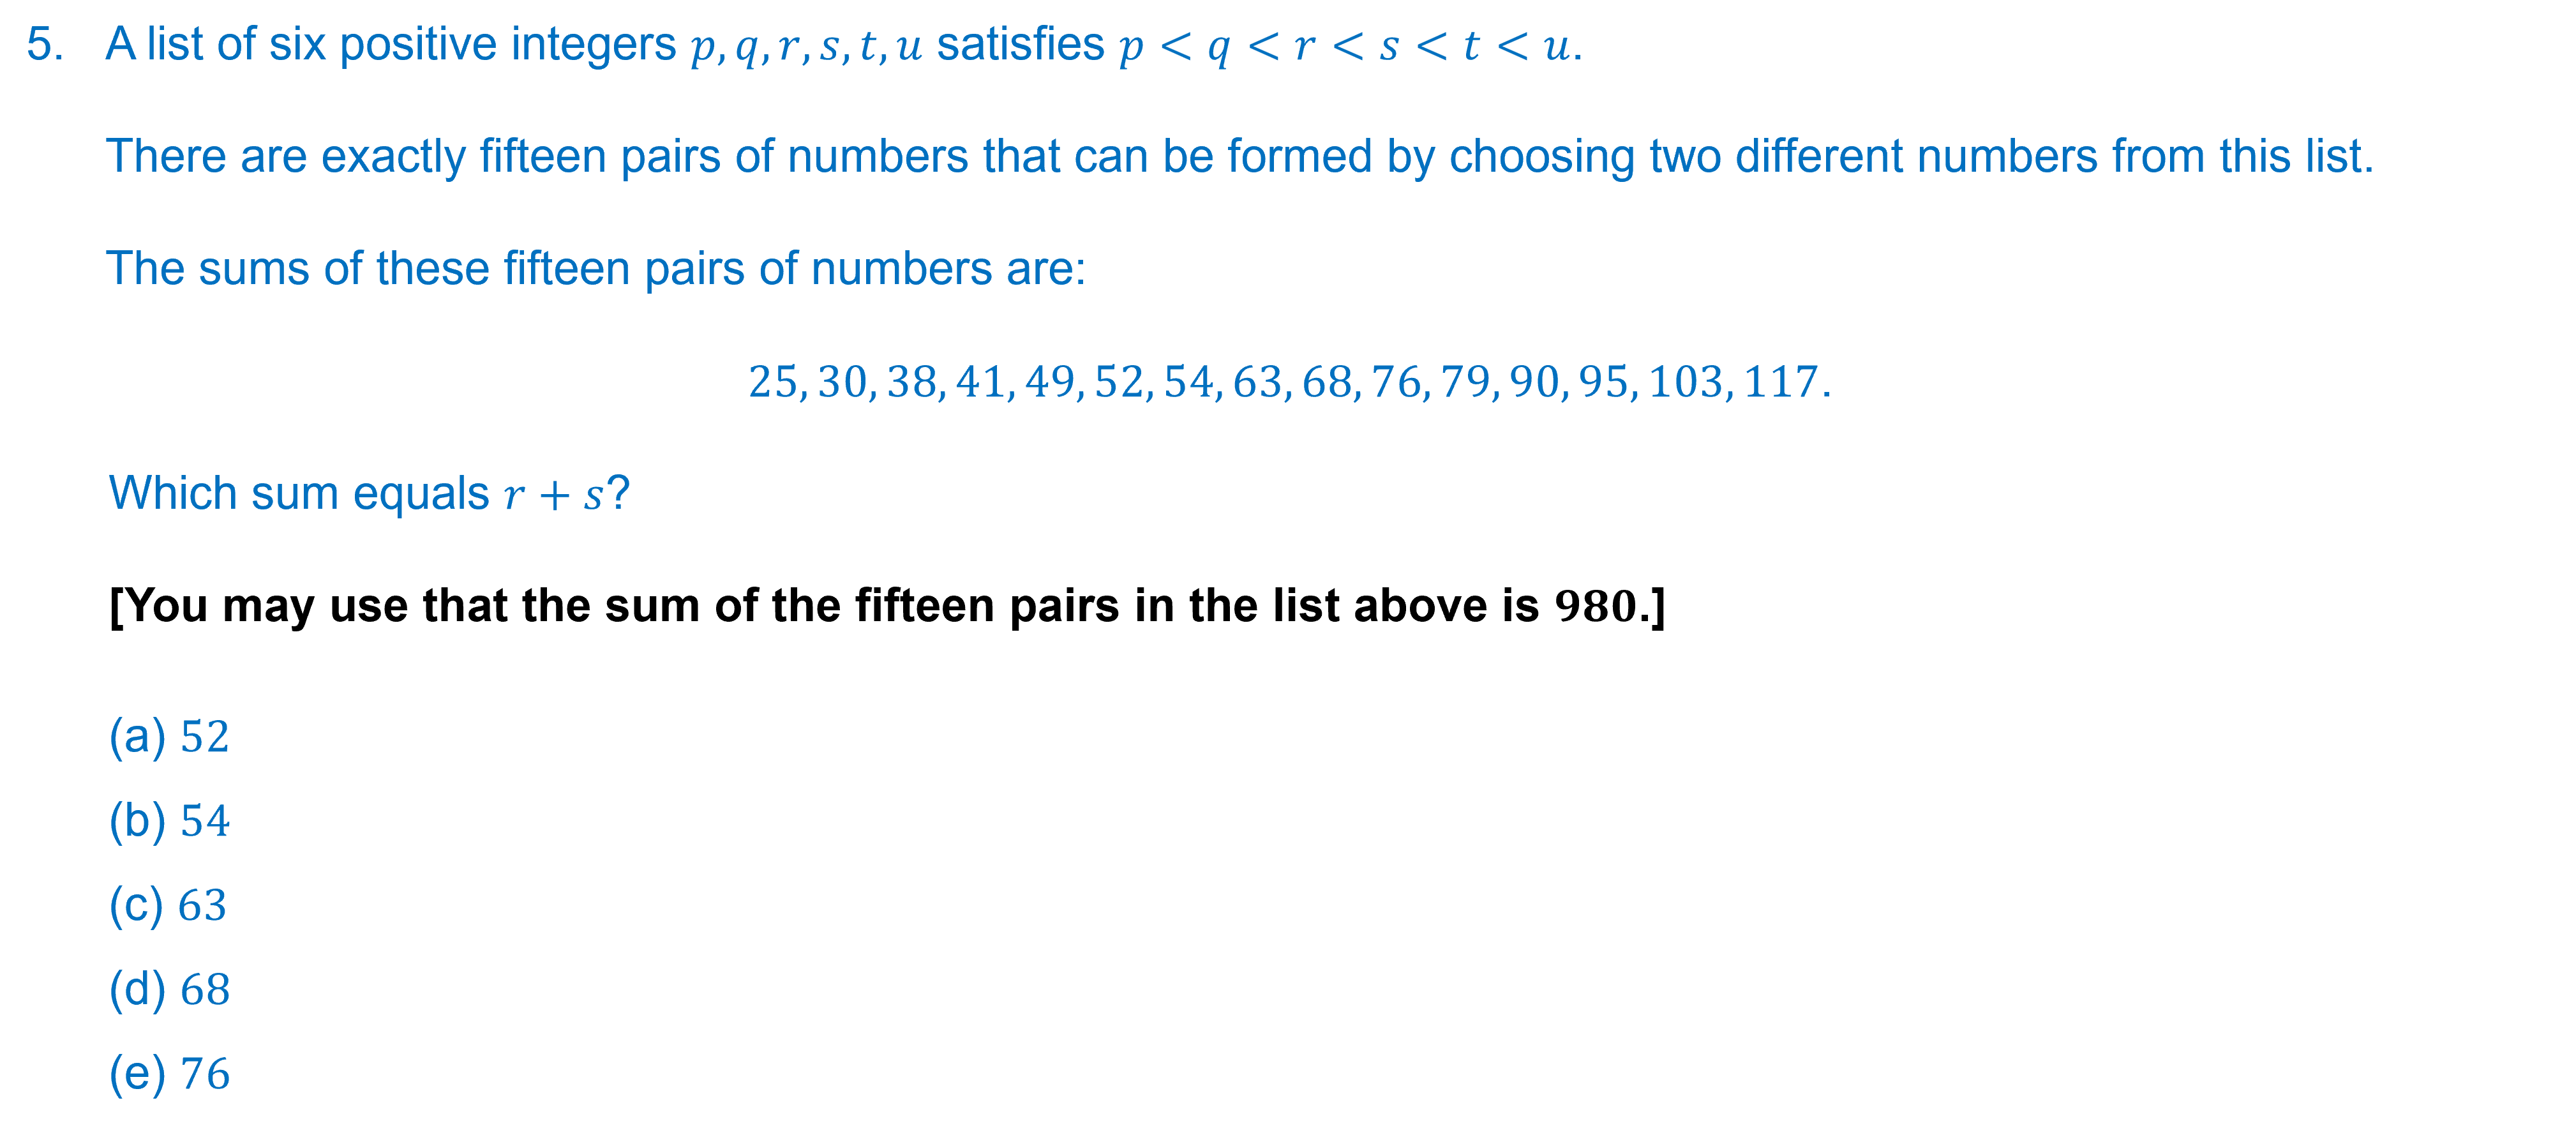 5. A list of six positive integers p, q, r, s, t, u satisfies p < q < r < s < t < u.
There are exactly fifteen pairs of numbers that can be formed by choosing two different numbers from this list.
The sums of these fifteen pairs of numbers are:
25, 30, 38, 41, 49, 52, 54, 63, 68, 76, 79, 90, 95, 103, 117.
Which sum equals r + s?
[You may use that the sum of the fifteen pairs in the list above is 980.]
(a) 52
(b) 54
(c) 63
(d) 68
(e) 76